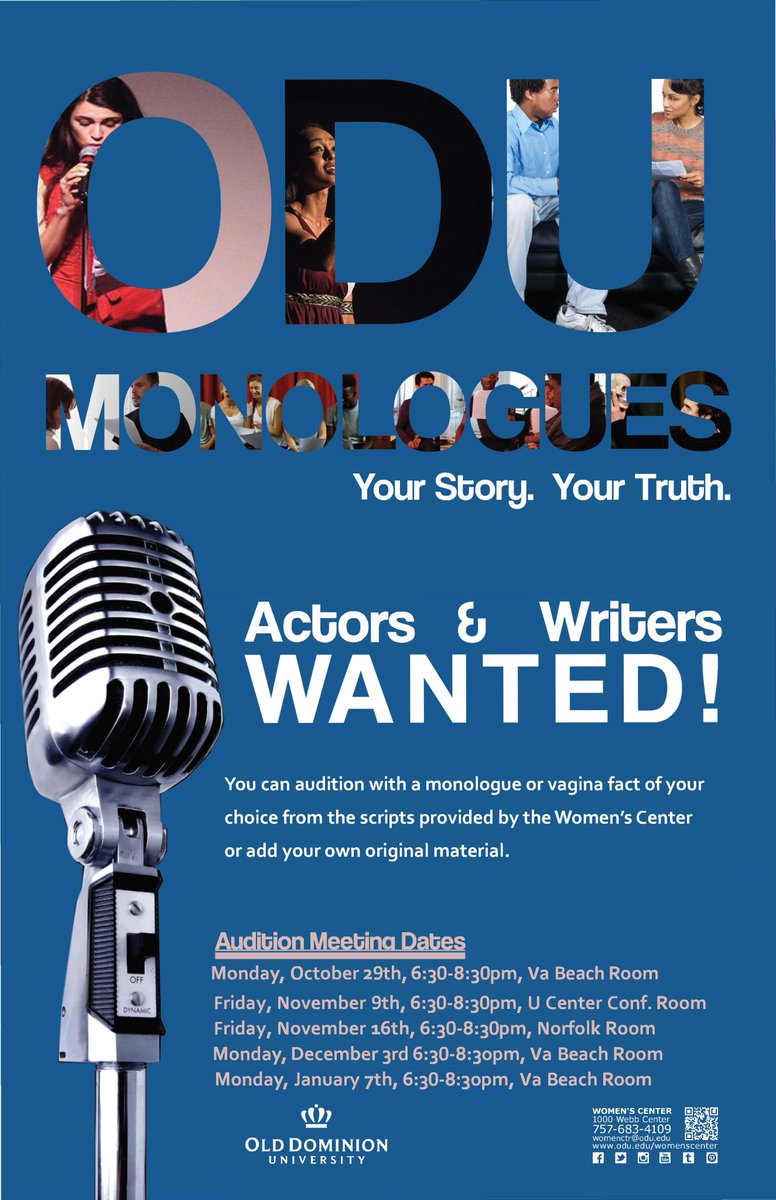 ODU
MONOLOGUES
Your Story. Your Truth.
Actors & Writers
WANTED!
You can audition with a monologue or vagina fact of your
choice from the scripts provided by the Women's Center
or add your own original material.
Audition Meeting Dates
Monday, October 29th, 6:30-8:30pm, Va Beach Room
Friday, November 9th, 6:30-8:30pm, U Center Conf. Room
Friday, November 16th, 6:30-8:30pm, Norfolk Room
Monday, December 3rd 6:30-8:30pm, Va Beach Room
Monday, January 7th, 6:30-8:30pm, Va Beach Room
OFF
DYNAMIC
OLD DOMINION
UNIVERSITY
WOMEN'S CENTER
1000 Webb Center
757-683-4109
womenctr@odu.edu
www.odu.edu/womenscenter